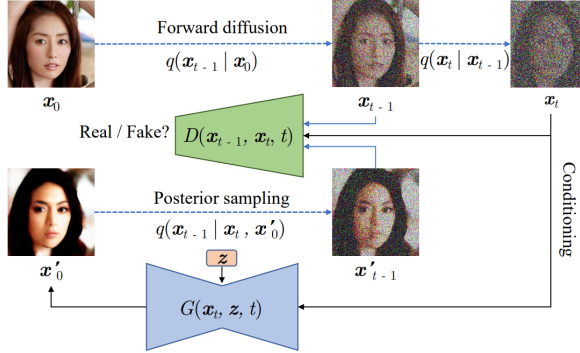 Forward diffusion
q(x_{t-1} | x_0)
q(x_t | x_{t-1})
x_0
x_{t-1}
x_t
Real / Fake?
D(x_{t-1}, x_t, t)
Conditioning
Posterior sampling
q(x_{t-1} | x_t, x'_0)
x'_0
z
x'_{t-1}
G(x_t, z, t)